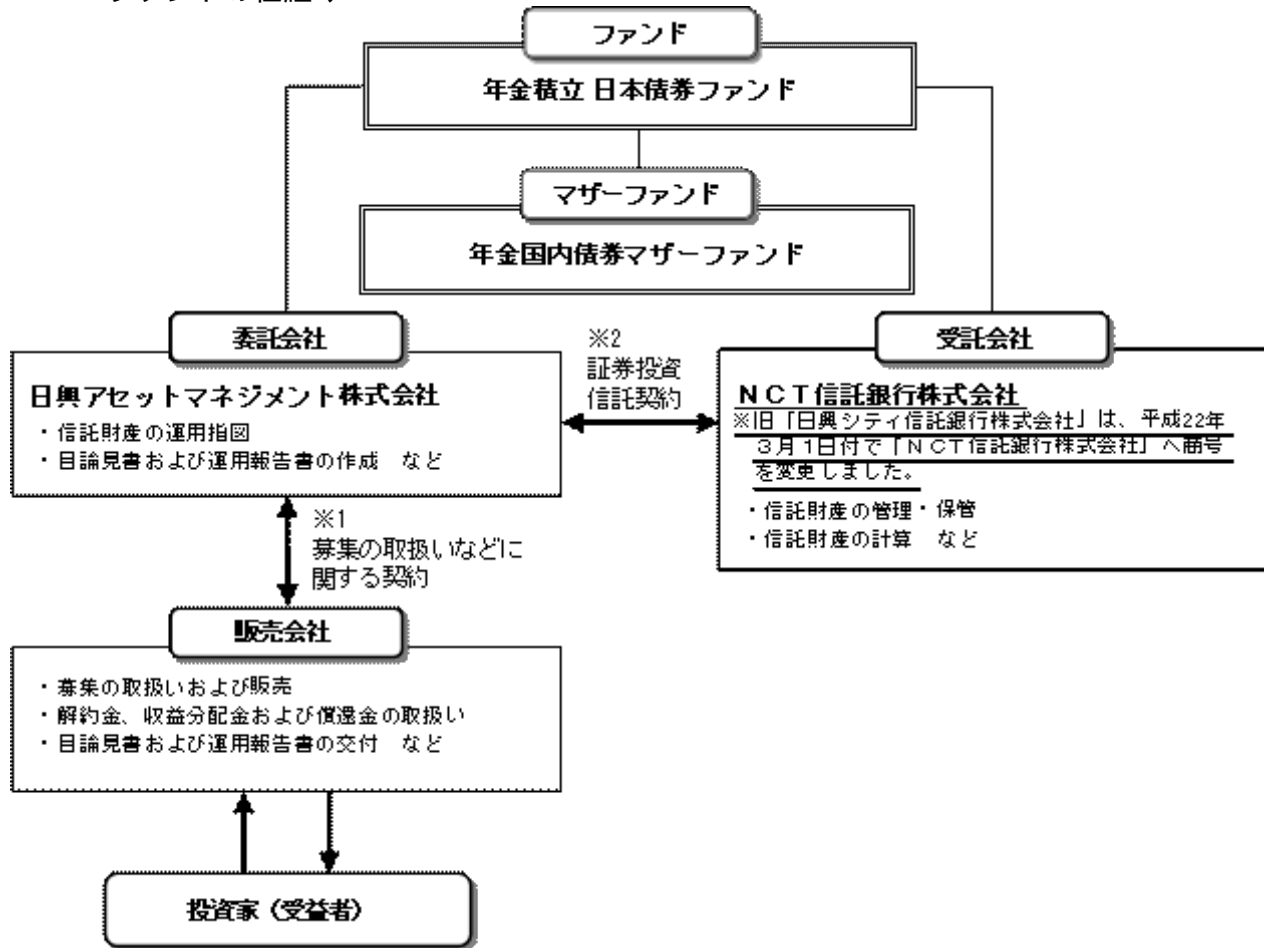 ファンド
年金積立 日本債券ファンド
マザーファンド
年金国内債券マザーファンド
委託会社
日興アセットマネジメント株式会社
・信託財産の運用指図
・目論見書および運用報告書の作成　など
※2
証券投資
信託契約
受託会社
ＮＣＴ信託銀行株式会社
※旧「日興シティ信託銀行株式会社」は、平成22年
３月１日付で「ＮＣＴ信託銀行株式会社」へ商号
を変更しました。
・信託財産の管理・保管
・信託財産の計算　など
※1
募集の取扱いなどに
関する契約
販売会社
・募集の取扱いおよび販売
・解約金、収益分配金および償還金の取扱い
・目論見書および運用報告書の交付　など
投資家（受益者）